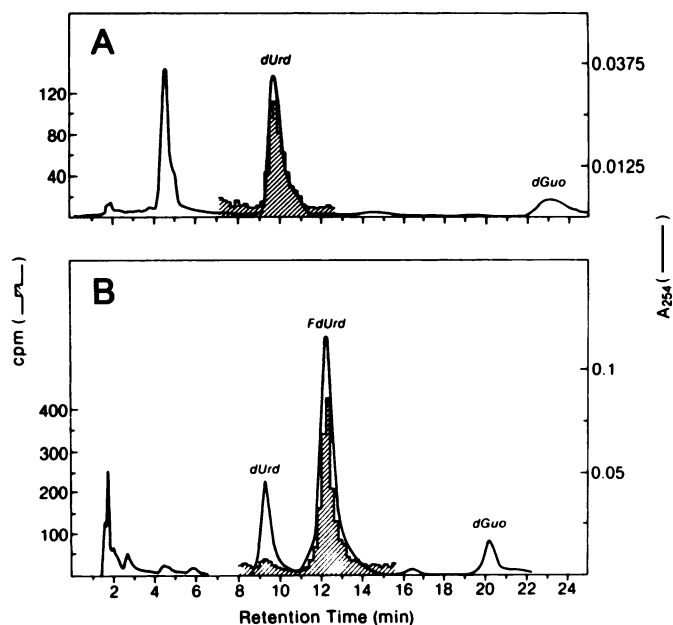 A
dUrd
dGuo
120
80
40
0.0375
0.0125
B
FdUrd
dUrd
dGuo
400
300
200
100
0.1
0.05
cpm ( )
A254 ( )
2 4 6 8 10 12 14 16 18 20 22 24
Retention Time (min)